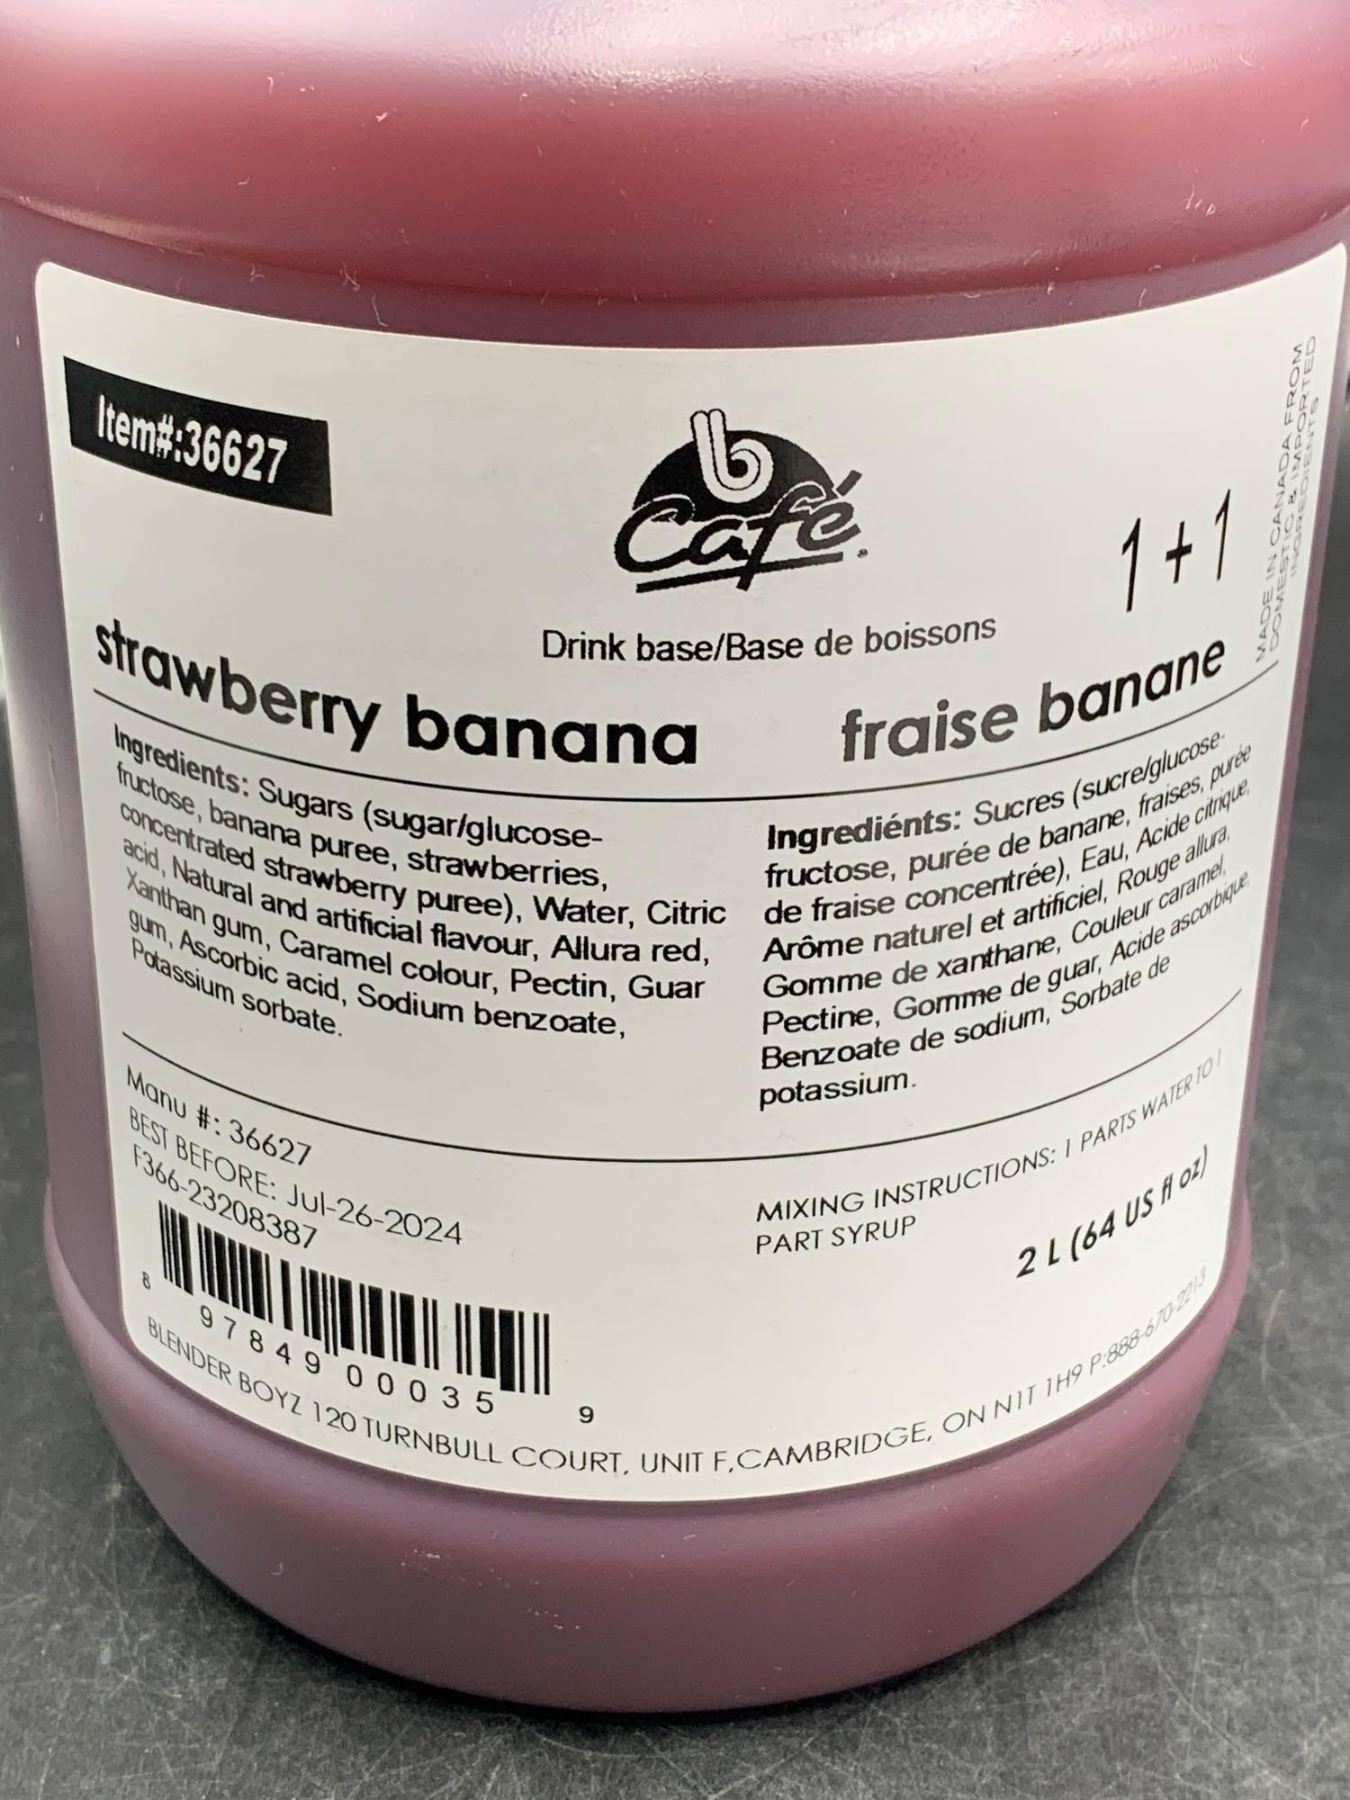 Item#:36627
b
Café.
1+1
MADE IN CANADA FROM
DOMESTIC & IMPORTED
INGREDIENTS
Drink base/Base de boissons
strawberry banana
fraise banane
Ingredients: Sugars (sugar/glucose-
fructose, banana puree, strawberries,
concentrated strawberry puree), Water, Citric
acid, Natural and artificial flavour, Allura red,
Xanthan gum, Caramel colour, Pectin, Guar
gum, Ascorbic acid, Sodium benzoate,
Potassium sorbate.
Ingrediénts: Sucres (sucre/glucose-
fructose, purée de banane, fraises, purée
de fraise concentrée), Eau, Acide citrique,
Arôme naturel et artificiel, Rouge allura,
Gomme de xanthane, Couleur caramel,
Pectine, Gomme de guar, Acide ascorbique,
Benzoate de sodium, Sorbate de
potassium.
Manu #: 36627
BEST BEFORE: Jul-26-2024
F366-23208387
MIXING INSTRUCTIONS: 1 PARTS WATER TO 1
PART SYRUP
2 L (64 US fl oz)
8 97849 00035 9
BLENDER BOYZ 120 TURNBULL COURT, UNIT F,CAMBRIDGE, ON N1T 1H9 P:888-670-2213